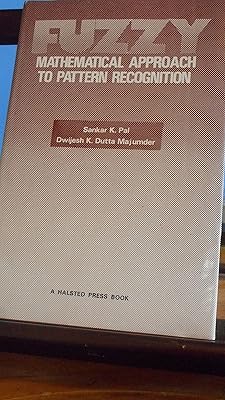 FUZZY
MATHEMATICAL APPROACH
TO PATTERN RECOGNITION
Sankar K. Pal
Dwijesh K. Dutta Majumder
A HALSTED PRESS BOOK